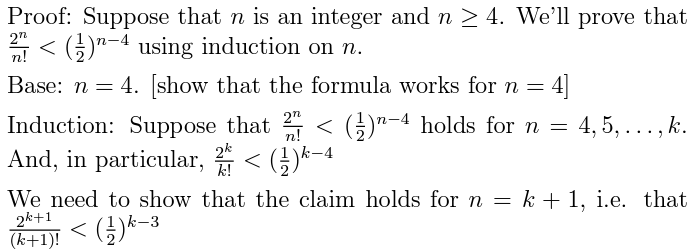 Proof: Suppose that n is an integer and n ≥ 4. We'll prove that
\frac{2^n}{n!} < (\frac{1}{2})^{n-4} using induction on n.
Base: n = 4. [show that the formula works for n = 4]
Induction: Suppose that \frac{2^n}{n!} < (\frac{1}{2})^{n-4} holds for n = 4, 5, . . . , k.
And, in particular, \frac{2^k}{k!} < (\frac{1}{2})^{k-4}
We need to show that the claim holds for n = k + 1, i.e. that
\frac{2^{k+1}}{(k+1)!} < (\frac{1}{2})^{k-3}